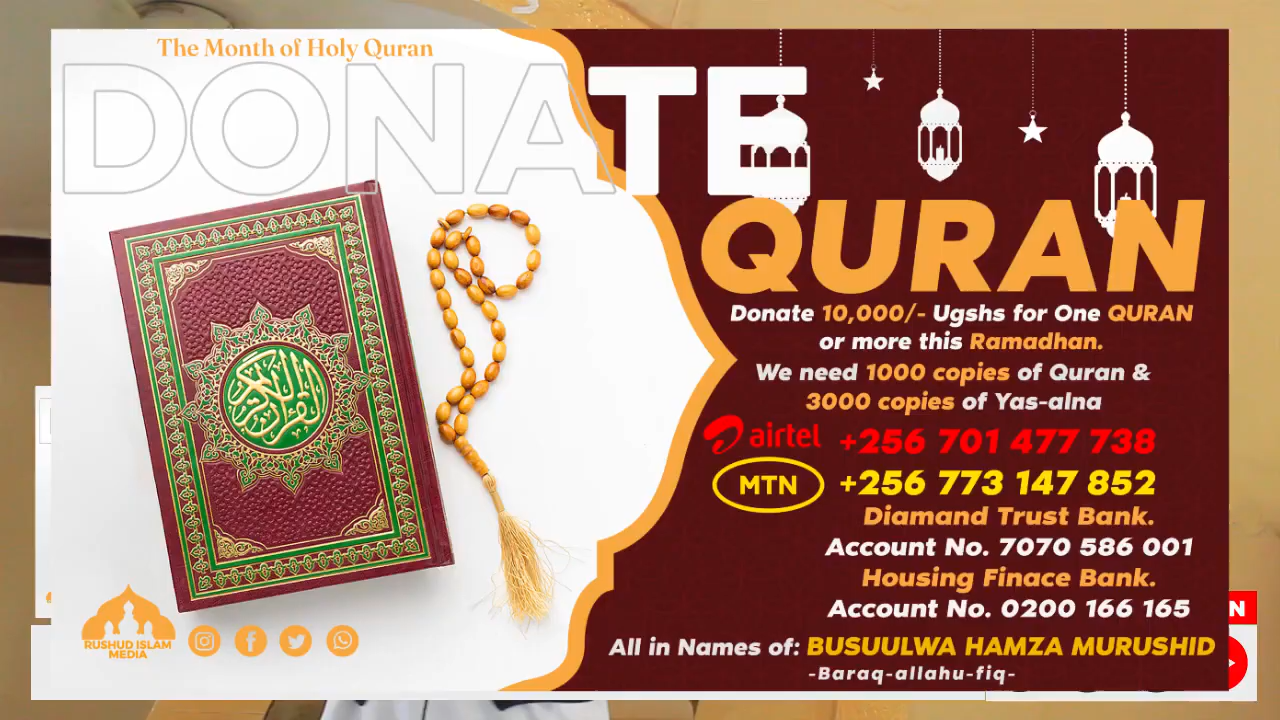 The Month of Holy Quran
DONATE
QURAN
Donate 10,000/- Ugshs for One QURAN
or more this Ramadhan.
We need 1000 copies of Quran &
3000 copies of Yas-alna
airtel +256 701 477 738
MTN +256 773 147 852
Diamand Trust Bank.
Account No. 7070 586 001
Housing Finace Bank.
Account No. 0200 166 165
All in Names of: BUSUULWA HAMZA MURUSHID
-Baraq-allahu-fiq-
القرآن الكريم
RUSHUD ISLAM
MEDIA
N